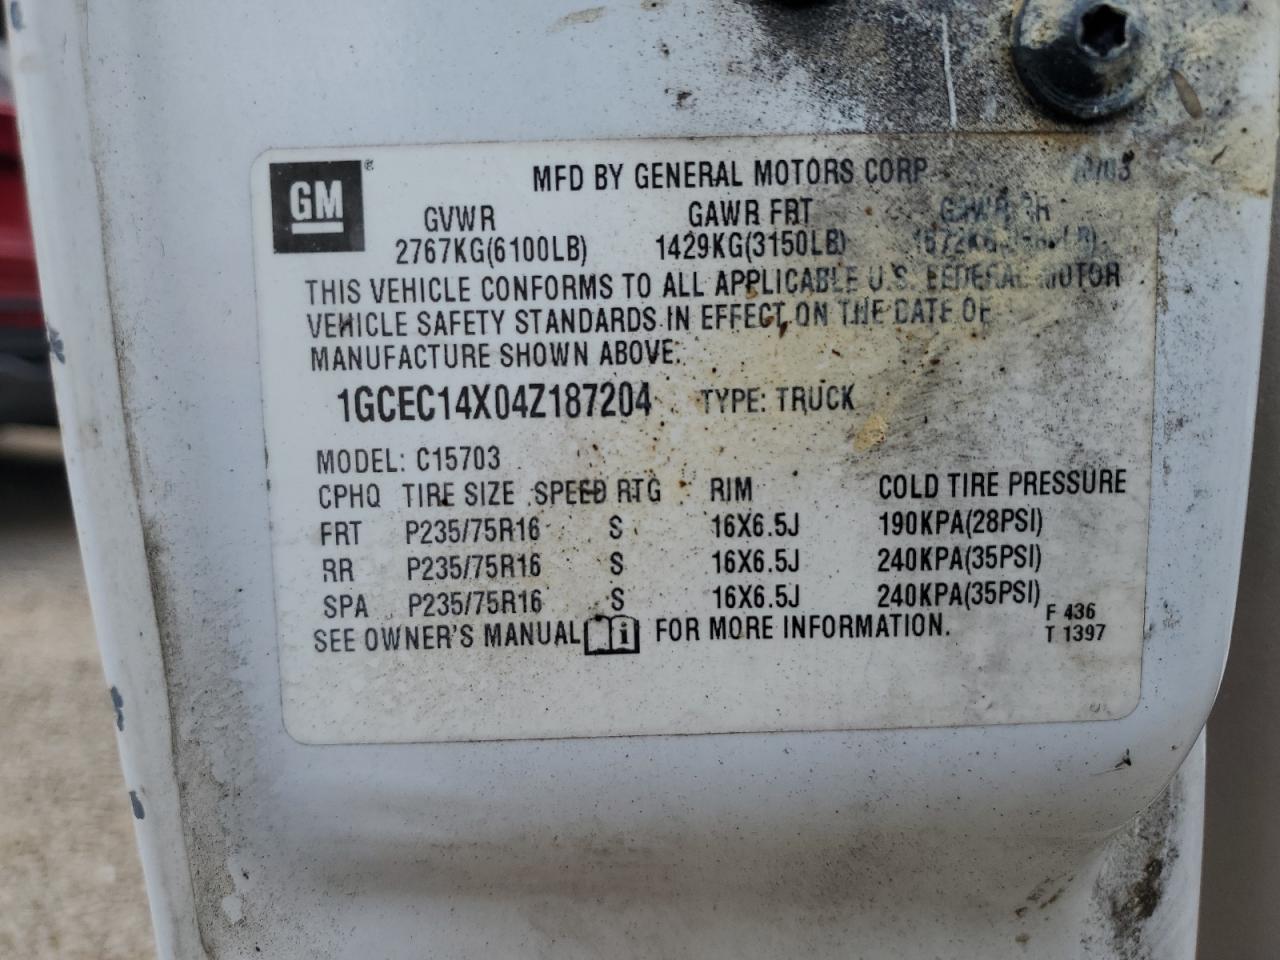 GM ®
MFD BY GENERAL MOTORS CORP
GVWR GAWR FRT
2767KG(6100LB) 1429KG(3150LB)
THIS VEHICLE CONFORMS TO ALL APPLICABLE U.S. FEDERAL MOTOR
VEHICLE SAFETY STANDARDS IN EFFECT ON THE DATE OF
MANUFACTURE SHOWN ABOVE.
1GCEC14X04Z187204 TYPE: TRUCK
MODEL: C15703
CPHQ TIRE SIZE SPEED RTG RIM COLD TIRE PRESSURE
FRT P235/75R16 S 16X6.5J 190KPA(28PSI)
RR P235/75R16 S 16X6.5J 240KPA(35PSI)
SPA P235/75R16 S 16X6.5J 240KPA(35PSI)
F 436
SEE OWNER'S MANUAL i FOR MORE INFORMATION. T 1397